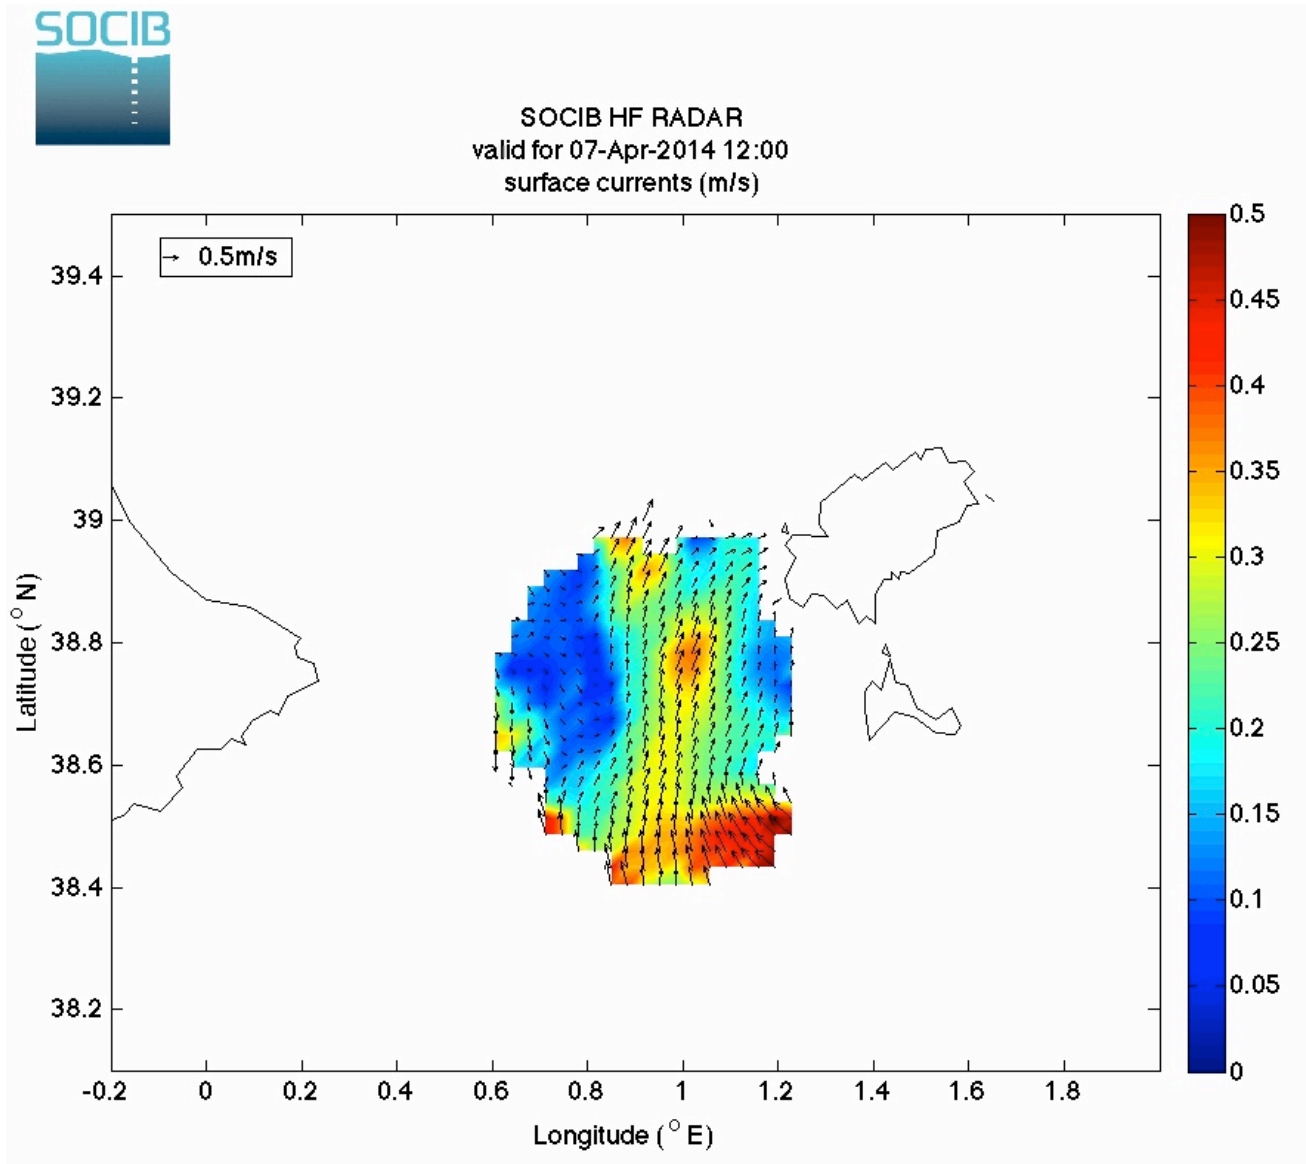 SOCIB
SOCIB HF RADAR
valid for 07-Apr-2014 12:00
surface currents (m/s)
0.5m/s
39.4
39.2
39
38.8
38.6
38.4
38.2
Latitude (° N)
-0.2 0 0.2 0.4 0.6 0.8 1 1.2 1.4 1.6 1.8
Longitude (° E)
0.5
0.45
0.4
0.35
0.3
0.25
0.2
0.15
0.1
0.05
0